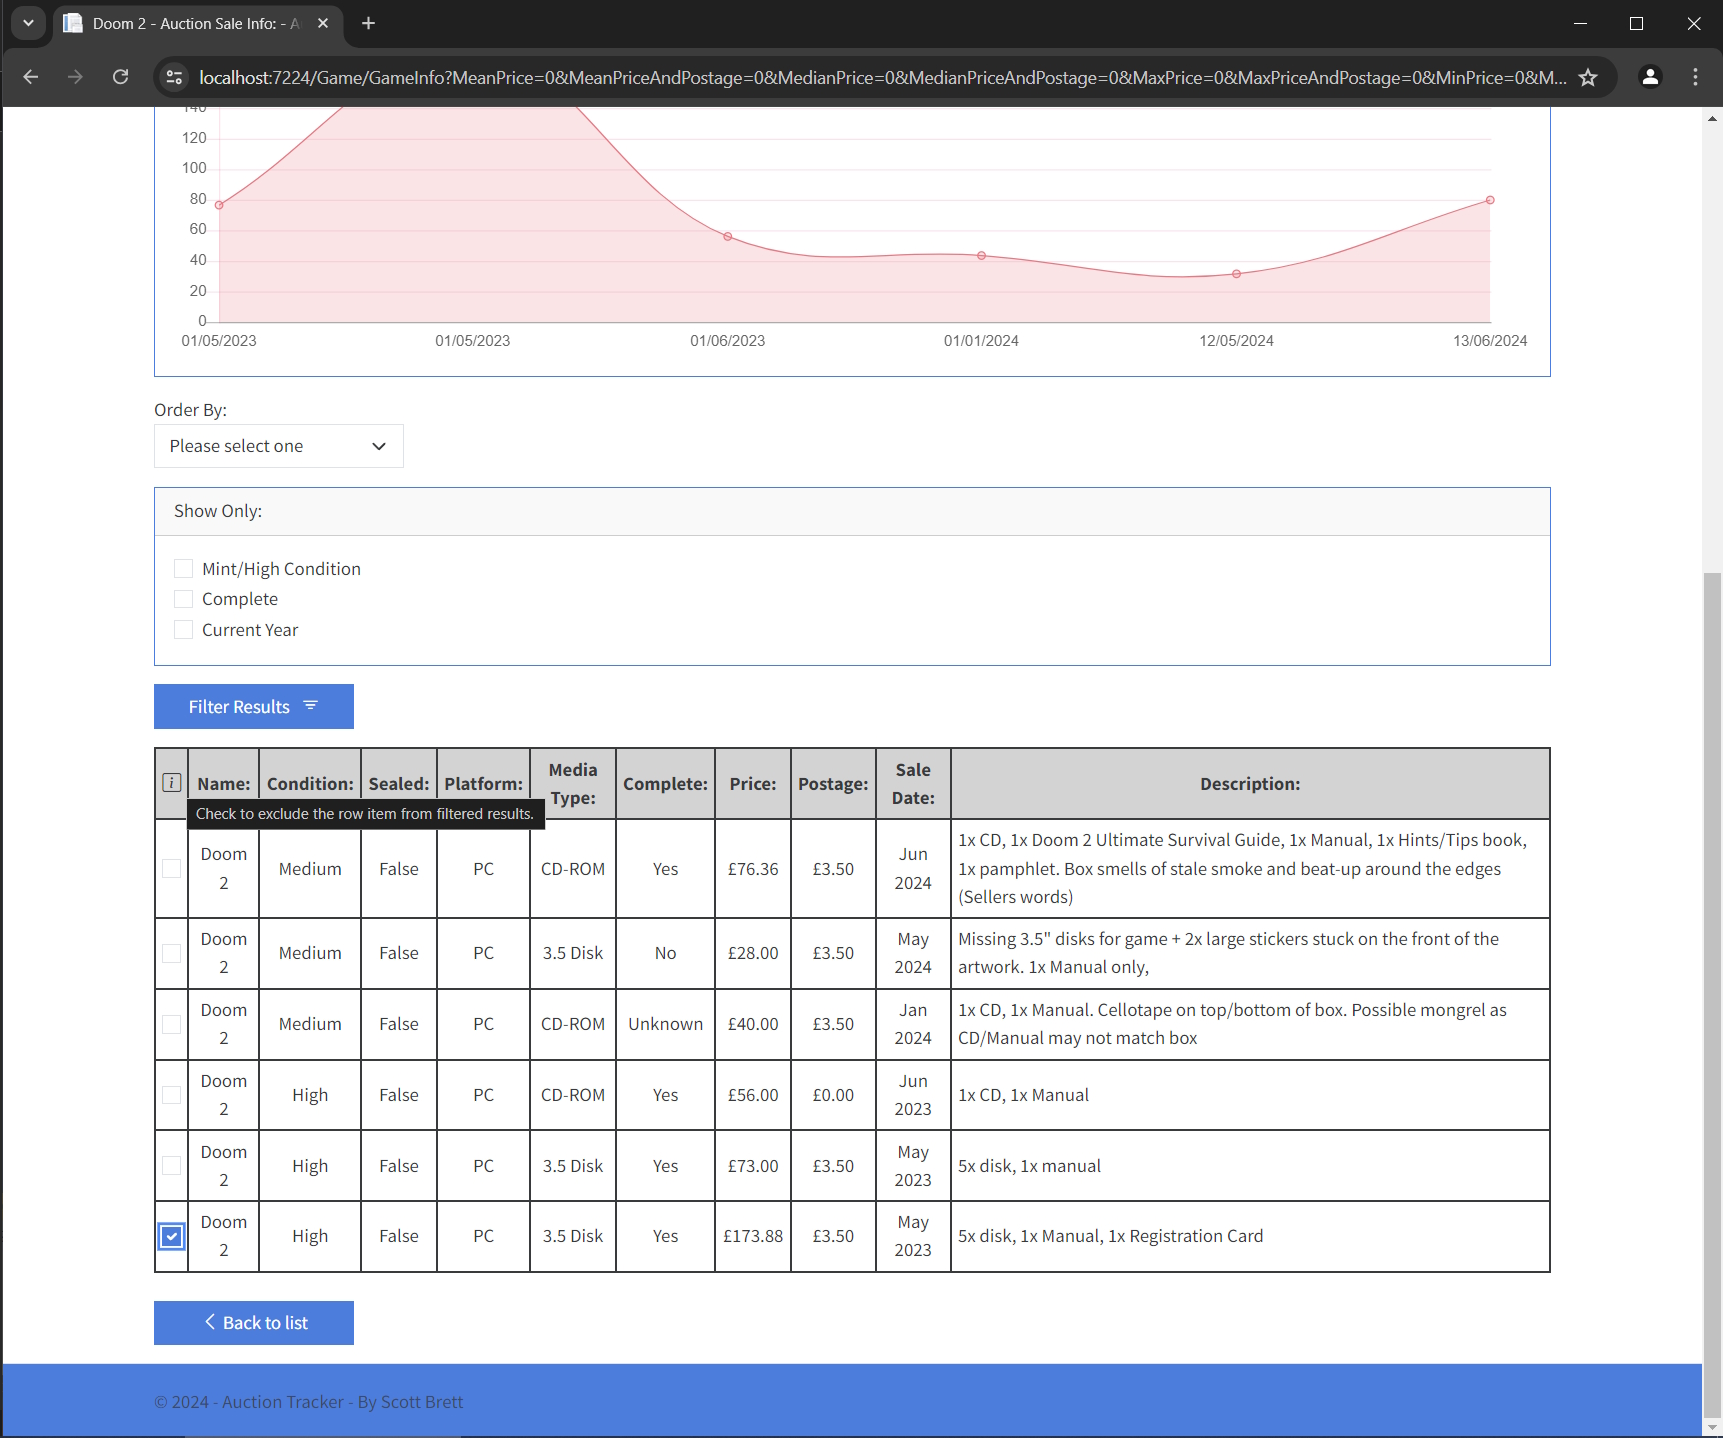 Doom 2 - Auction Sale Info: - A
localhost:7224/Game/GameInfo?MeanPrice=0&MeanPriceAndPostage=0&MedianPrice=0&MedianPriceAndPostage=0&MaxPrice=0&MaxPriceAndPostage=0&MinPrice=0&M...
140
120
100
80
60
40
20
0
01/05/2023 01/05/2023 01/06/2023 01/01/2024 12/05/2024 13/06/2024
Order By:
Please select one
Show Only:
Mint/High Condition
Complete
Current Year
Filter Results
i Name: Condition: Sealed: Platform: Media Type: Complete: Price: Postage: Sale Date: Description:
Check to exclude the row item from filtered results.
Doom 2 Medium False PC CD-ROM Yes £76.36 £3.50 Jun 2024 1x CD, 1x Doom 2 Ultimate Survival Guide, 1x Manual, 1x Hints/Tips book,
1x pamphlet. Box smells of stale smoke and beat-up around the edges
(Sellers words)
Doom 2 Medium False PC 3.5 Disk No £28.00 £3.50 May 2024 Missing 3.5" disks for game + 2x large stickers stuck on the front of the
artwork. 1x Manual only,
Doom 2 Medium False PC CD-ROM Unknown £40.00 £3.50 Jan 2024 1x CD, 1x Manual. Cellotape on top/bottom of box. Possible mongrel as
CD/Manual may not match box
Doom 2 High False PC CD-ROM Yes £56.00 £0.00 Jun 2023 1x CD, 1x Manual
Doom 2 High False PC 3.5 Disk Yes £73.00 £3.50 May 2023 5x disk, 1x manual
Doom 2 High False PC 3.5 Disk Yes £173.88 £3.50 May 2023 5x disk, 1x Manual, 1x Registration Card
Back to list
© 2024 - Auction Tracker - By Scott Brett